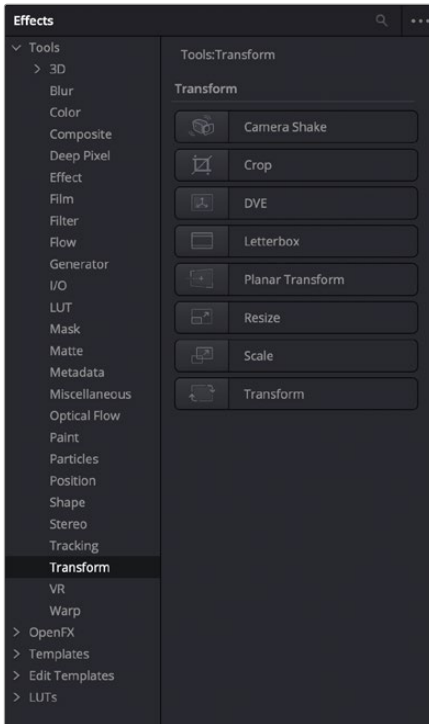 Effects
Tools
3D
Blur
Color
Composite
Deep Pixel
Effect
Film
Filter
Flow
Generator
I/O
LUT
Mask
Matte
Metadata
Miscellaneous
Optical Flow
Paint
Particles
Position
Shape
Stereo
Tracking
Transform
VR
Warp
OpenFX
Templates
Edit Templates
LUTs
Tools:Transform
Transform
Camera Shake
Crop
DVE
Letterbox
Planar Transform
Resize
Scale
Transform